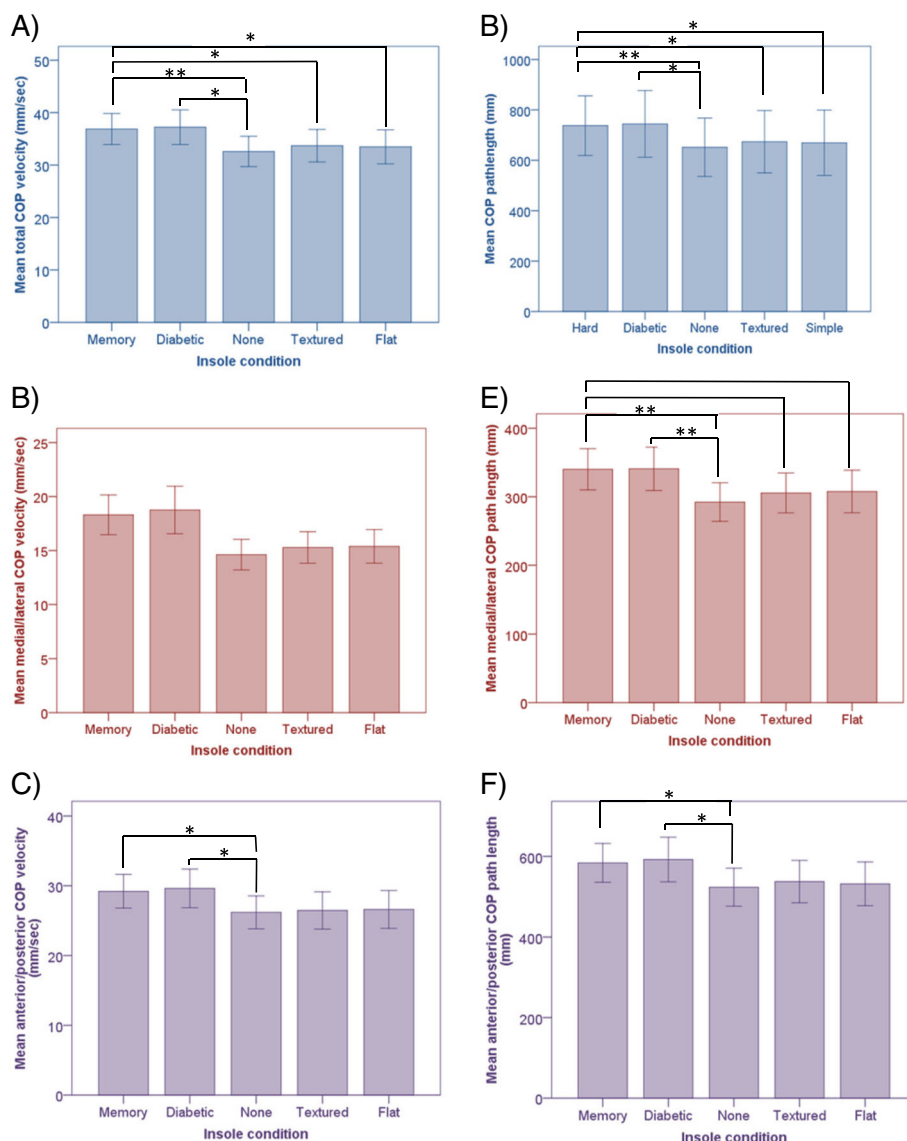 A)
Mean total COP velocity (mm/sec)
50
40
30
20
10
0
*
*
**
*
Memory Diabetic None Textured Flat
Insole condition
B)
Mean COP pathlength (mm)
1000
800
600
400
200
0
*
*
**
*
Hard Diabetic None Textured Simple
Insole condition
B)
Mean medial/lateral COP velocity (mm/sec)
25
20
15
10
5
0
Memory Diabetic None Textured Flat
Insole condition
E)
Mean medial/lateral COP path length (mm)
400
300
200
100
0
**
**
Memory Diabetic None Textured Flat
Insole condition
C)
Mean anterior/posterior COP velocity
(mm/sec)
40
30
20
10
0
*
*
Memory Diabetic None Textured Flat
Insole condition
F)
Mean anterior/posterior COP path length
(mm)
600
400
200
0
*
*
Memory Diabetic None Textured Flat
Insole condition